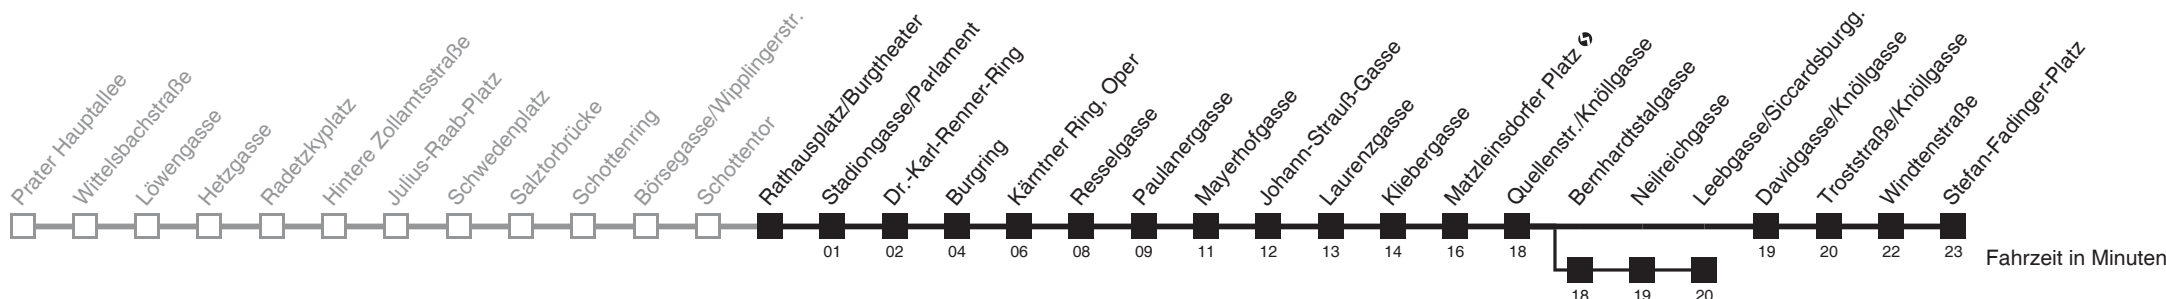 Prater Hauptallee
Wittelsbachstraße
Löwengasse
Hetzgasse
Radetzkyplatz
Hintere Zollamtsstraße
Julius-Raab-Platz
Schwedenplatz
Salztorbrücke
Schottenring
Börsegasse/Wipplingerstr.
Schottentor
Rathausplatz/Burgtheater
Stadiongasse/Parlament
Dr.-Karl-Renner-Ring
Burgring
Kärntner Ring, Oper
Resselgasse
Paulanergasse
Mayerhofgasse
Johann-Strauß-Gasse
Laurenzgasse
Kliebergasse
Matzleinsdorfer Platz
Quellenstr./Knöllgasse
Bernhardtstalgasse
Neilreichgasse
Leebgasse/Siccardsburgg.
Davidgasse/Knöllgasse
Troststraße/Knöllgasse
Windtenstraße
Stefan-Fadinger-Platz
01 02 04 06 08 09 11 12 13 14 16 18 19 20 22 23
Fahrzeit in Minuten
18 19 20